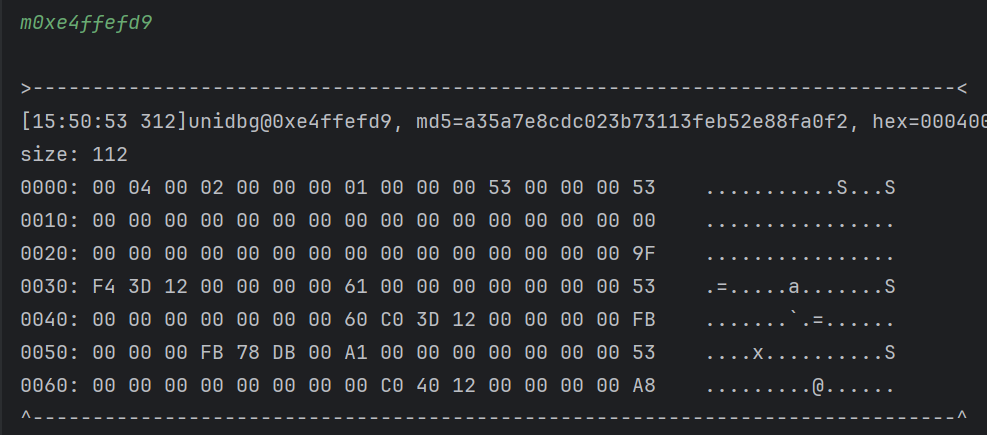 m0xe4ffefd9
>-----------------------------------------------------------------------------<
[15:50:53 312]unidbg@0xe4ffefd9, md5=a35a7e8cdc023b73113feb52e88fa0f2, hex=000400
size: 112
0000: 00 04 00 02 00 00 00 01 00 00 00 53 00 00 00 53    ...........S...S
0010: 00 00 00 00 00 00 00 00 00 00 00 00 00 00 00 00    ................
0020: 00 00 00 00 00 00 00 00 00 00 00 00 00 00 00 9F    ................
0030: F4 3D 12 00 00 00 00 61 00 00 00 00 00 00 00 53    .=.....a.......S
0040: 00 00 00 00 00 00 00 60 C0 3D 12 00 00 00 00 FB    .......`.=......
0050: 00 00 00 FB 78 DB 00 A1 00 00 00 00 00 00 00 53    ....x..........S
0060: 00 00 00 00 00 00 00 00 C0 40 12 00 00 00 00 A8    .........@......
^-----------------------------------------------------------------------------^